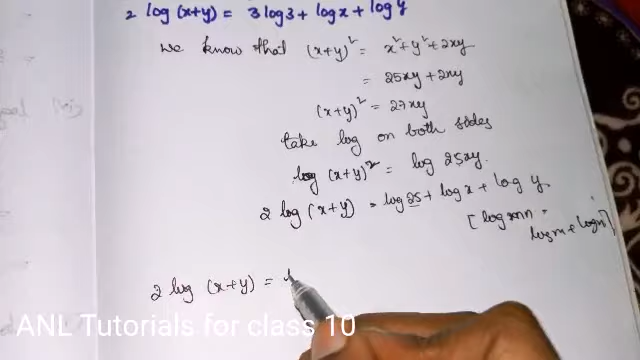 2 log (x+y) = 3 log 3 + log x + log y
we know that (x+y)² = x² + y² + 2xy
= 25xy + 2xy
(x+y)² = 27xy
take log on both sides
log (x+y)² = log 25xy.
2 log (x+y) = log 25 + log x + log y
[log mn =
log m + log n]
2 log (x+y) = l
ANL Tutorials for class 10